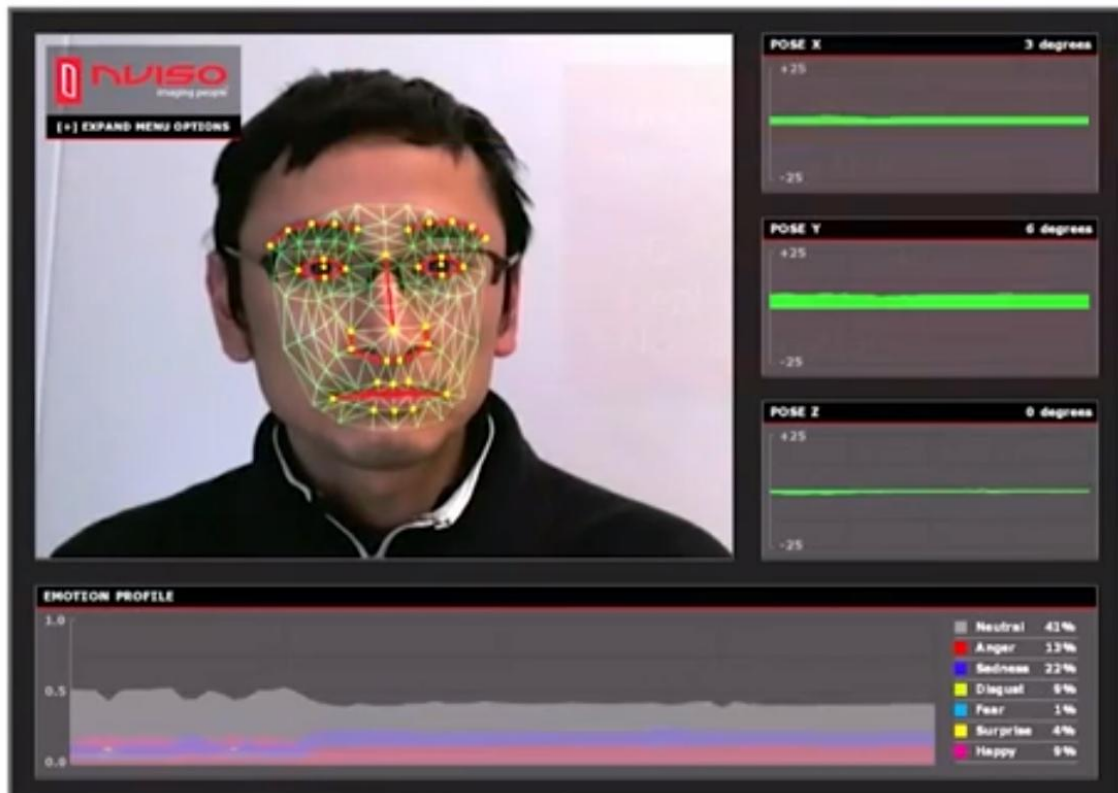 nviso
imaging people
[+] EXPAND MENU OPTIONS
POSE X 3 degrees
+25
-25
POSE Y 6 degrees
+25
-25
POSE Z 0 degrees
+25
-25
EMOTION PROFILE
1.0
0.5
0.0
Neutral 41%
Anger 13%
Sadness 22%
Disgust 9%
Fear 1%
Surprise 4%
Happy 9%